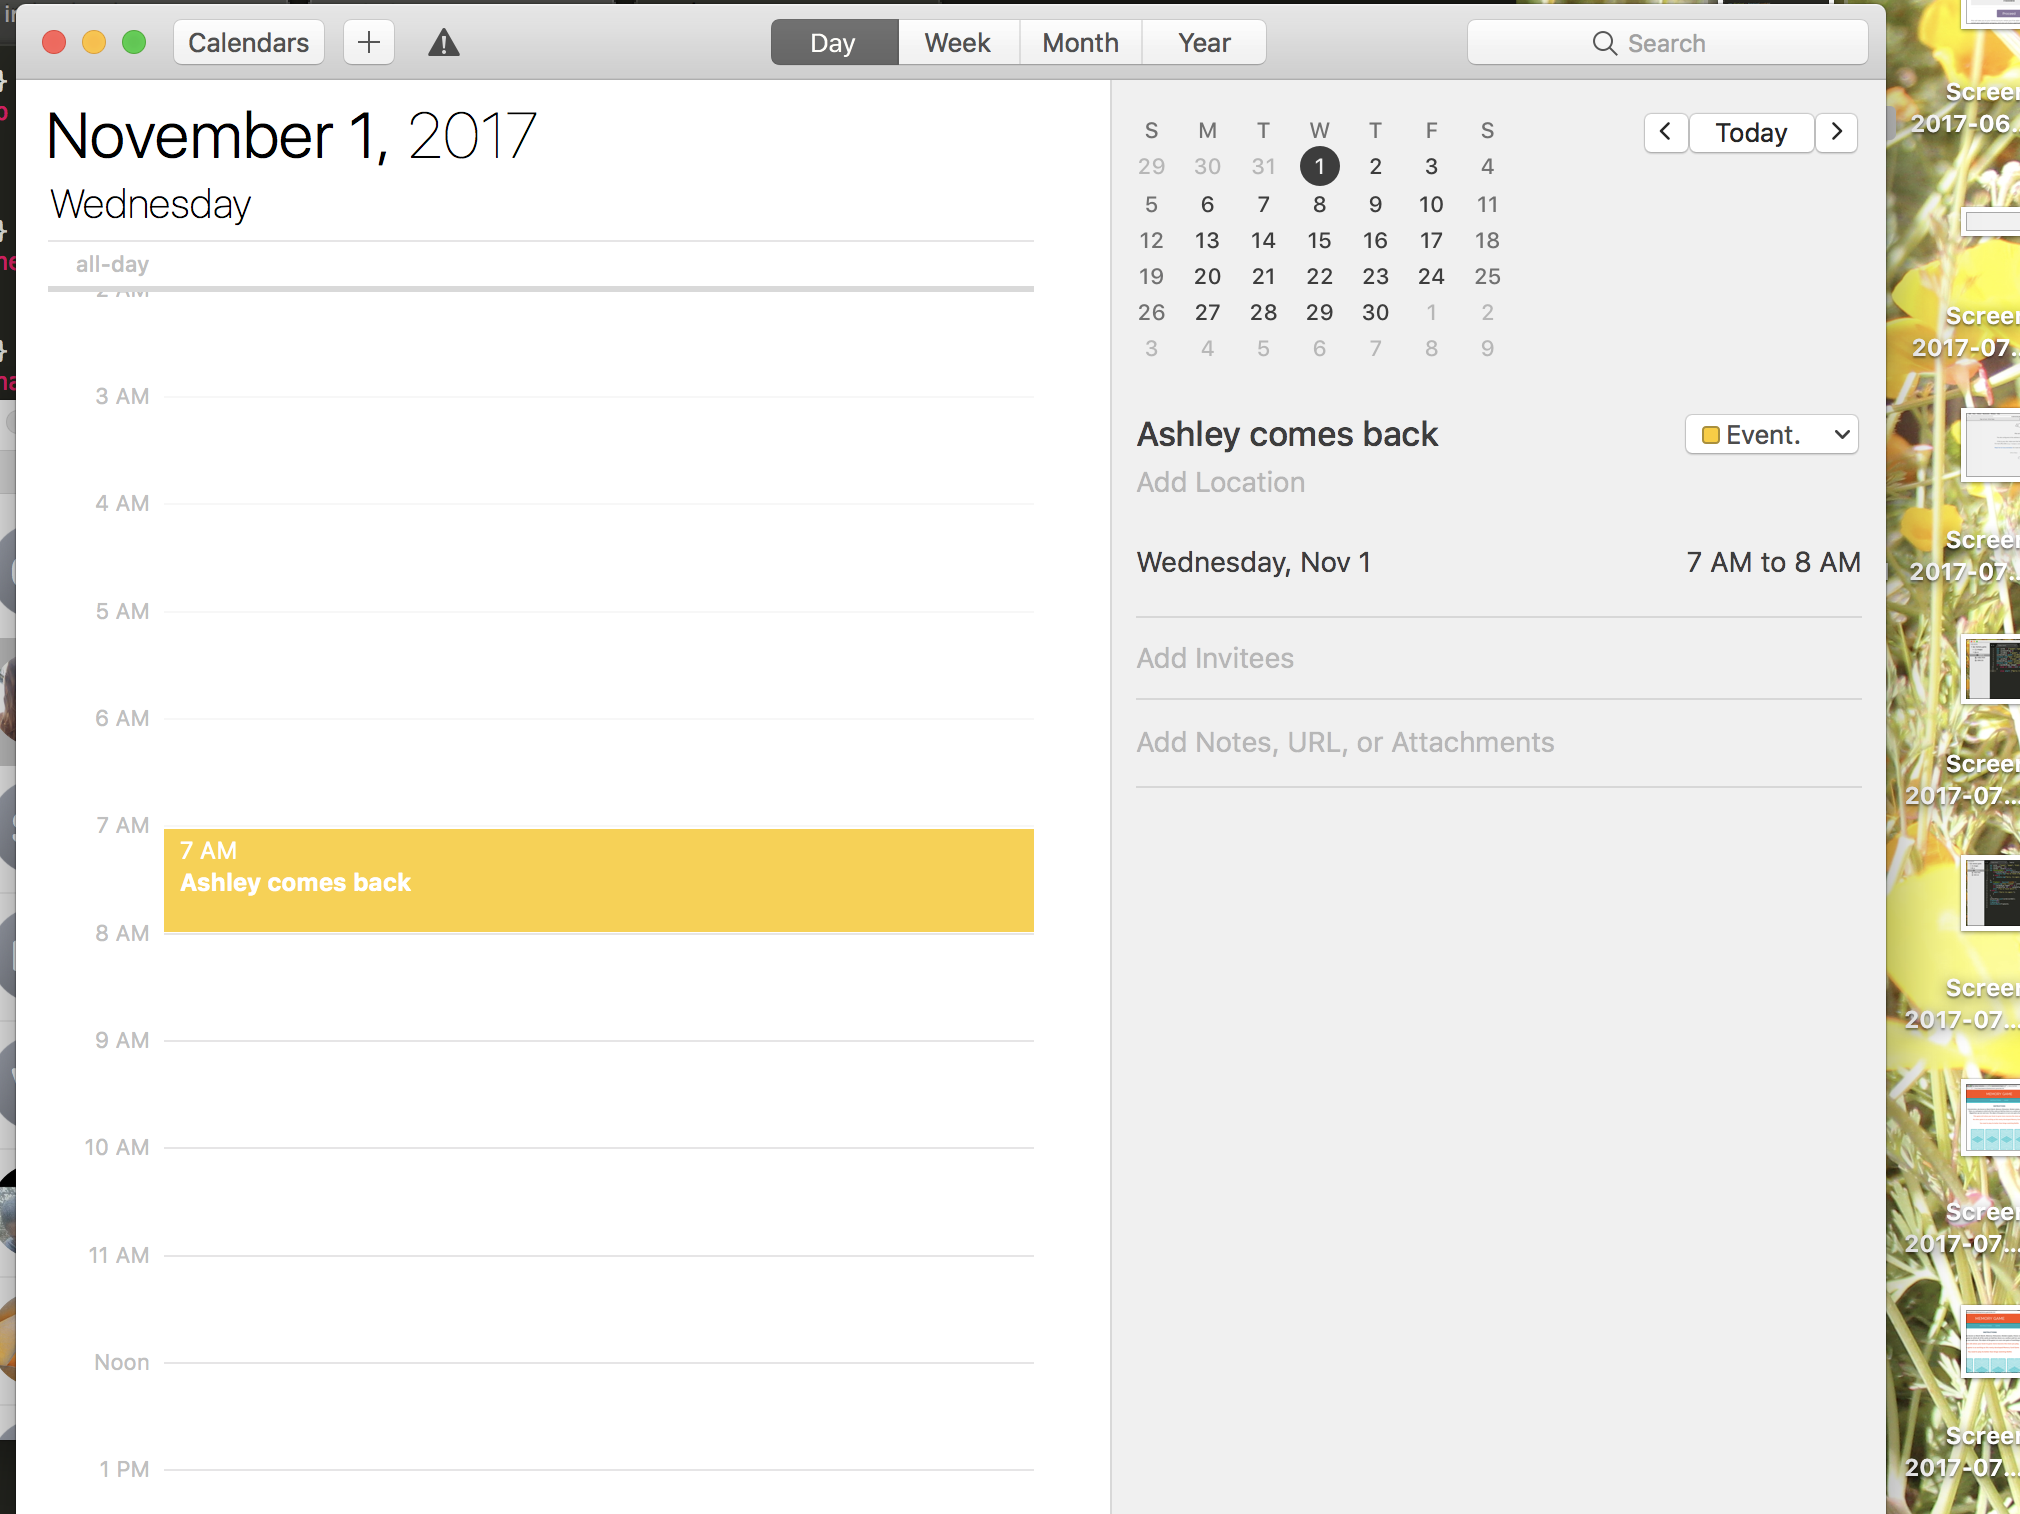 Calendars
Day Week Month Year
Search
November 1, 2017
Wednesday
all-day
2 AM
3 AM
4 AM
5 AM
6 AM
7 AM
7 AM
Ashley comes back
8 AM
9 AM
10 AM
11 AM
Noon
1 PM
S M T W T F S
29 30 31 1 2 3 4
5 6 7 8 9 10 11
12 13 14 15 16 17 18
19 20 21 22 23 24 25
26 27 28 29 30 1 2
3 4 5 6 7 8 9
< Today >
Ashley comes back
Event.
Add Location
Wednesday, Nov 1 7 AM to 8 AM
Add Invitees
Add Notes, URL, or Attachments
Screen
2017-06...
Screen
2017-07...
Screen
2017-07...
Screen
2017-07...
Screen
2017-07...
Screen
2017-07...
Screen
2017-07...